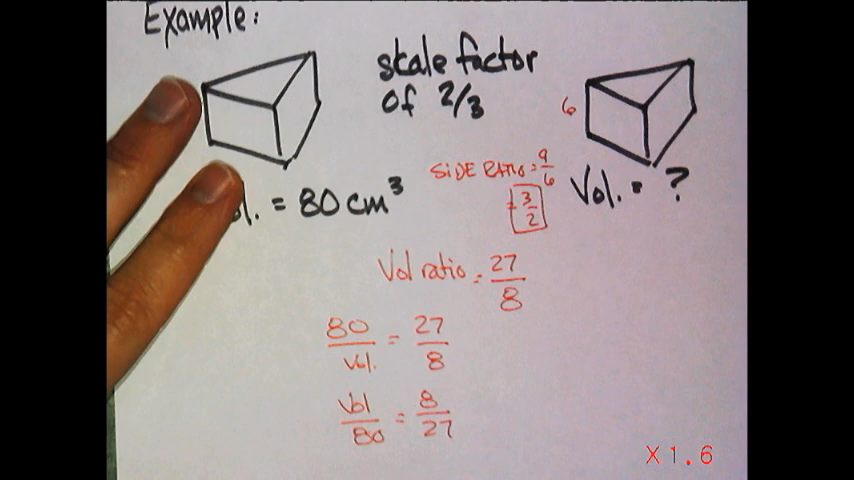 Example:
scale factor
of 2/3
6
SIDE RATIO = 9/6
= 3/2
= 80 cm³
Vol. = ?
Vol ratio = 27/8
80/Vol. = 27/8
Vol/80 = 8/27
X1.6